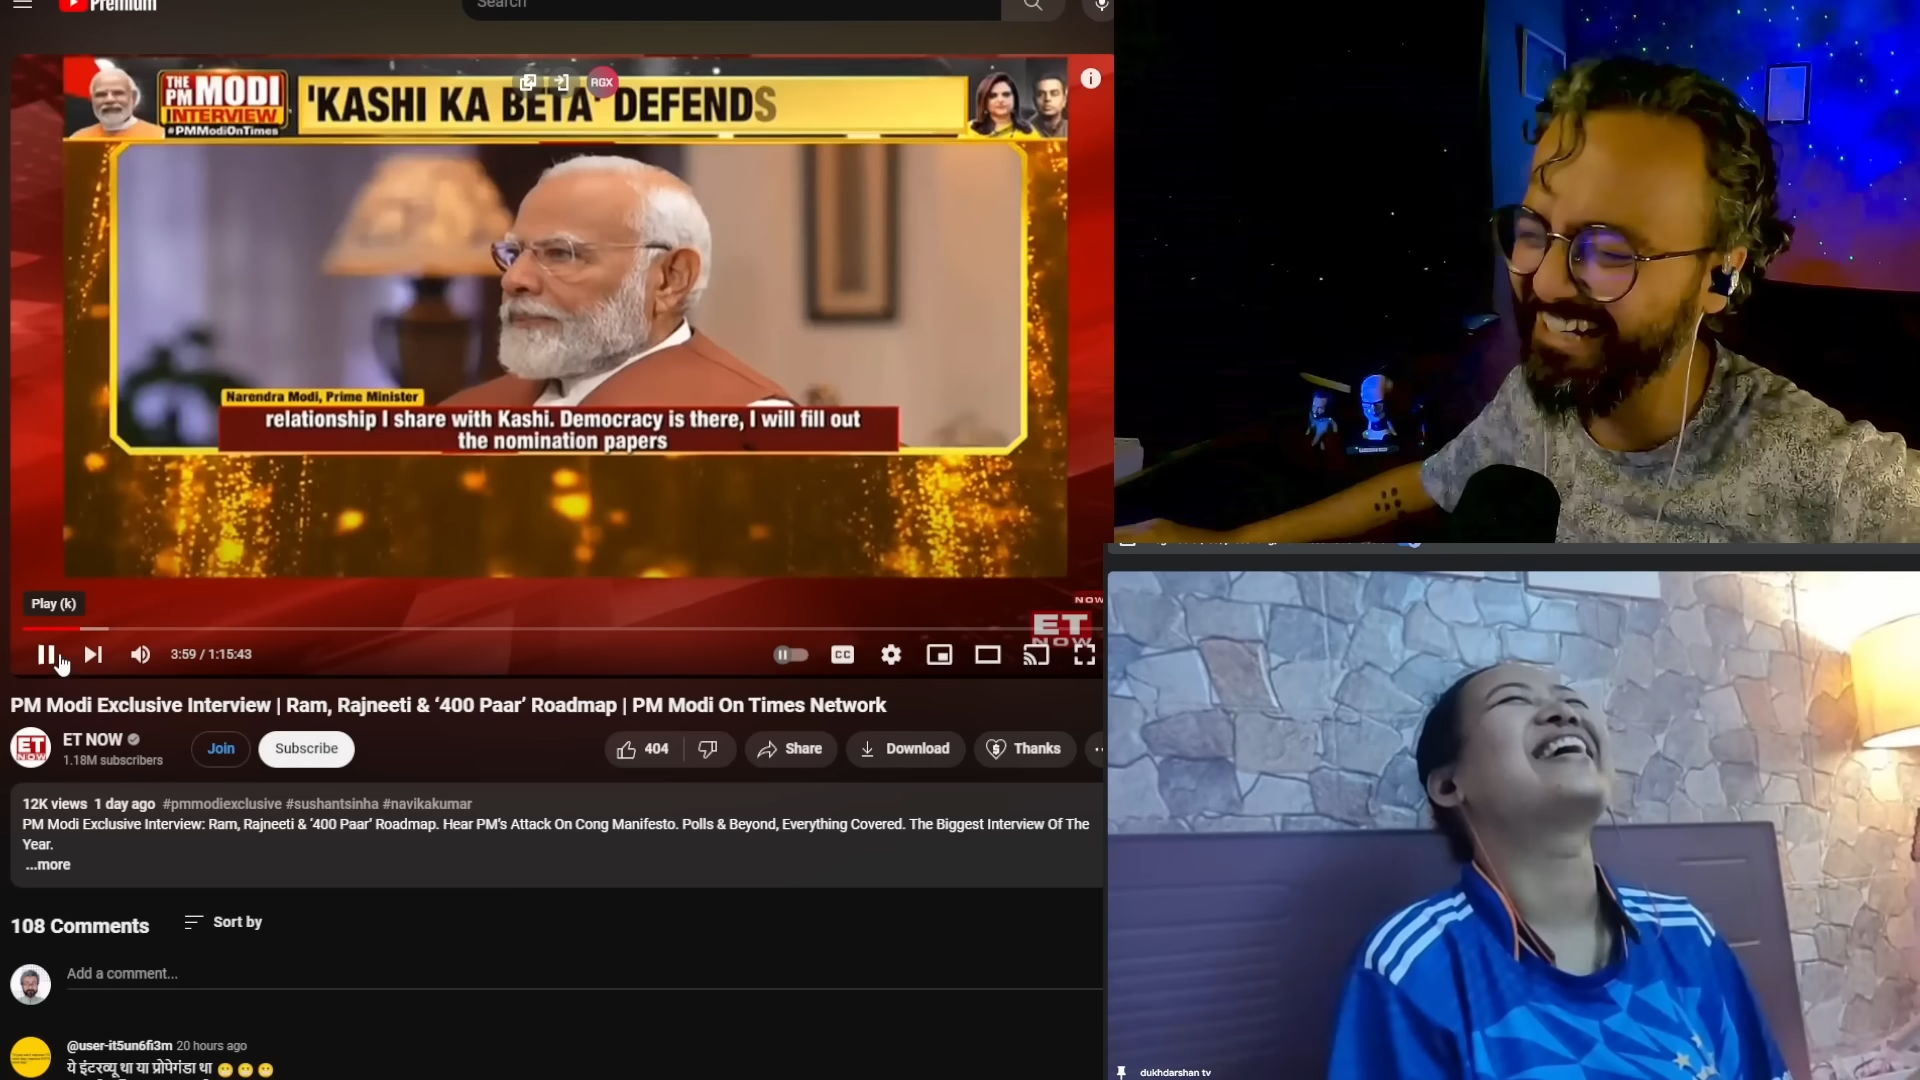 Premium
Search
THE
PM MODI
INTERVIEW
#PMModiOnTimes
'KASHI KA BETA' DEFENDS
RGX
Narendra Modi, Prime Minister
relationship I share with Kashi. Democracy is there, I will fill out
the nomination papers
Play (k)
NOW
ET
NOW
3:59 / 1:15:43
CC
PM Modi Exclusive Interview | Ram, Rajneeti & ‘400 Paar’ Roadmap | PM Modi On Times Network
ET
NOW
ET NOW
1.18M subscribers
Join
Subscribe
404
Share
Download
Thanks
12K views 1 day ago #pmmodiexclusive #sushantsinha #navikakumar
PM Modi Exclusive Interview: Ram, Rajneeti & ‘400 Paar’ Roadmap. Hear PM's Attack On Cong Manifesto. Polls & Beyond, Everything Covered. The Biggest Interview Of The
Year.
...more
108 Comments
Sort by
Add a comment...
@user-it5un6fi3m 20 hours ago
ये इंटरव्यू था या प्रोपेगंडा था 😁😁😁
dukhdarshan tv